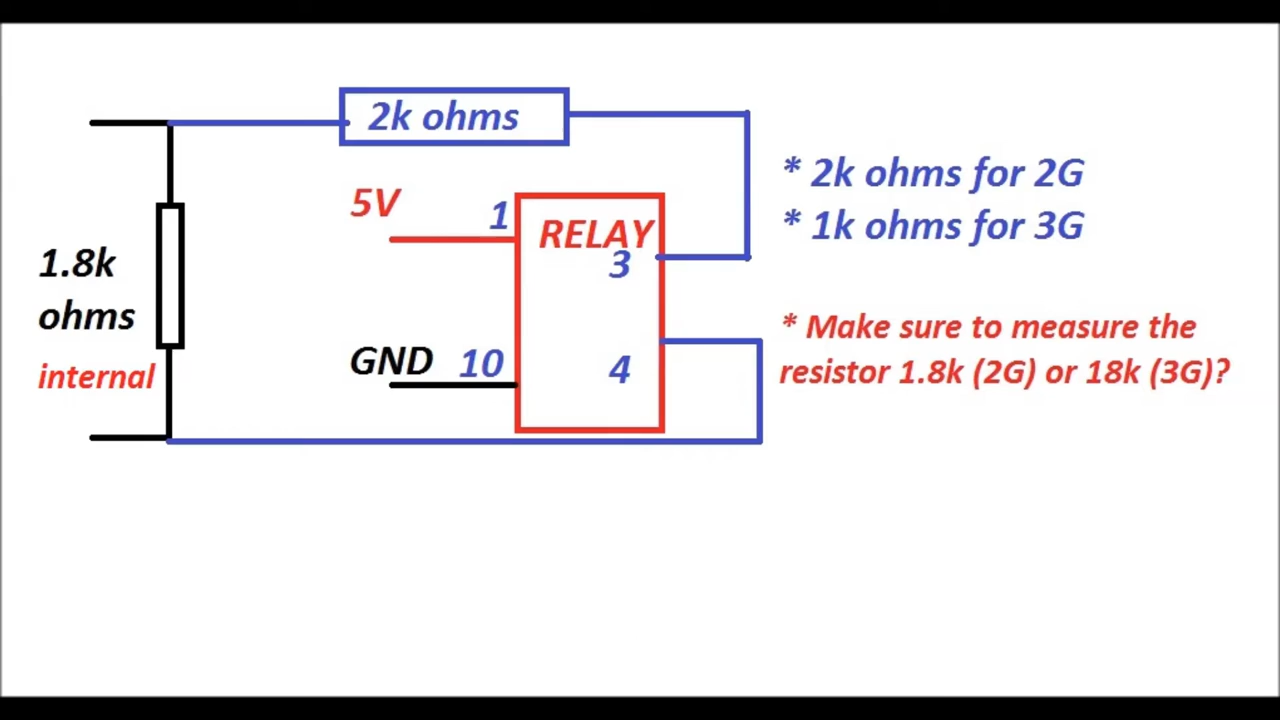 2k ohms
* 2k ohms for 2G
5V
1
* 1k ohms for 3G
RELAY
3
1.8k
ohms
* Make sure to measure the
GND
10
4
resistor 1.8k (2G) or 18k (3G)?
internal